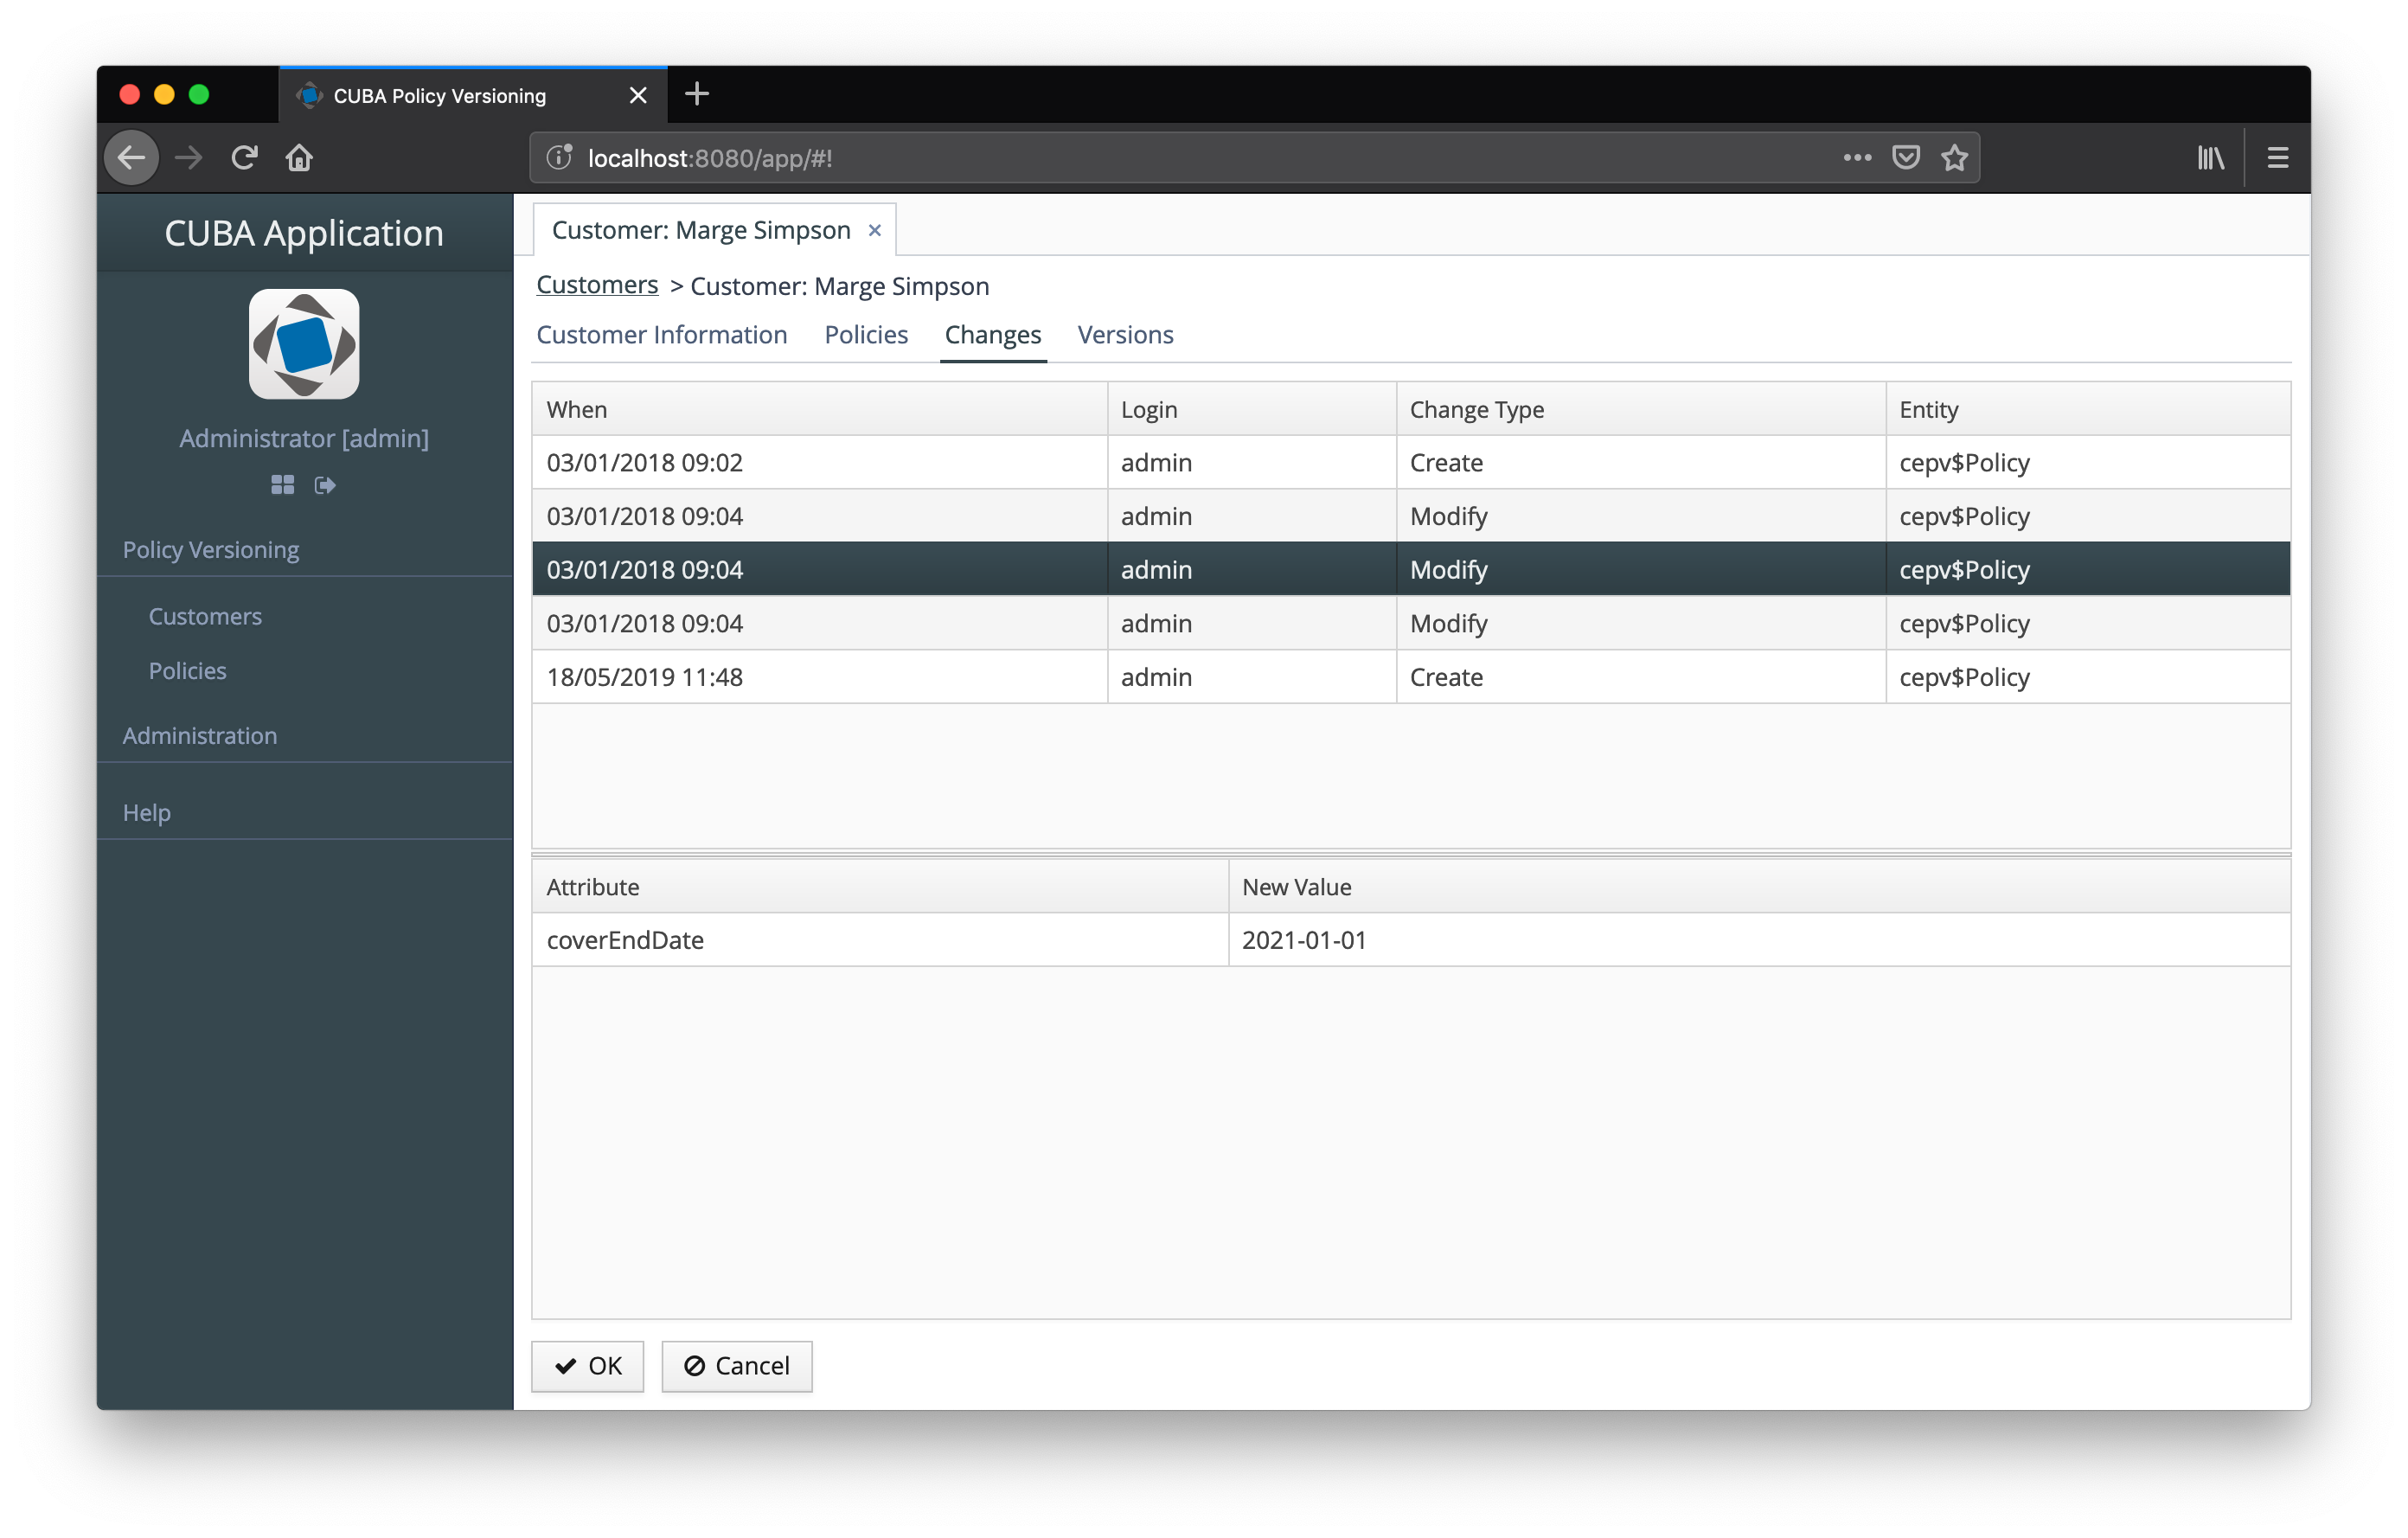 CUBA Policy Versioning
localhost:8080/app/#!
CUBA Application
Administrator [admin]
Policy Versioning
Customers
Policies
Administration
Help
Customer: Marge Simpson
Customers > Customer: Marge Simpson
Customer Information Policies Changes Versions
When Login Change Type Entity
03/01/2018 09:02 admin Create cepv$Policy
03/01/2018 09:04 admin Modify cepv$Policy
03/01/2018 09:04 admin Modify cepv$Policy
03/01/2018 09:04 admin Modify cepv$Policy
18/05/2019 11:48 admin Create cepv$Policy
Attribute New Value
coverEndDate 2021-01-01
OK Cancel